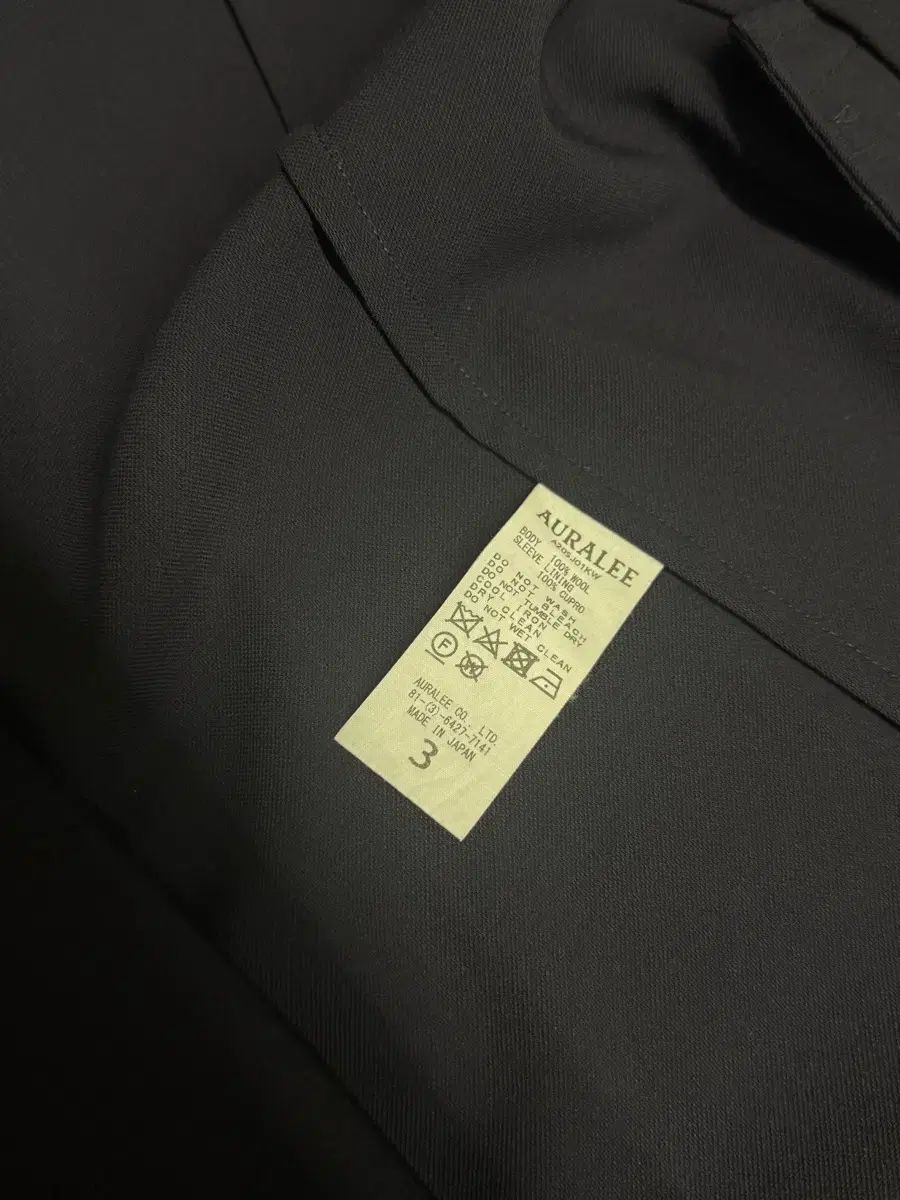 AURALEE
A20SJ01KW
BODY 100% WOOL
SLEEVE LINING
100% CUPRO
DO NOT WASH
DO NOT BLEACH
DO NOT TUMBLE DRY
COOL IRON
DRY CLEAN
DO NOT WET CLEAN
F W
AURALEE CO., LTD.
81-(3)-6427-7141
MADE IN JAPAN
3